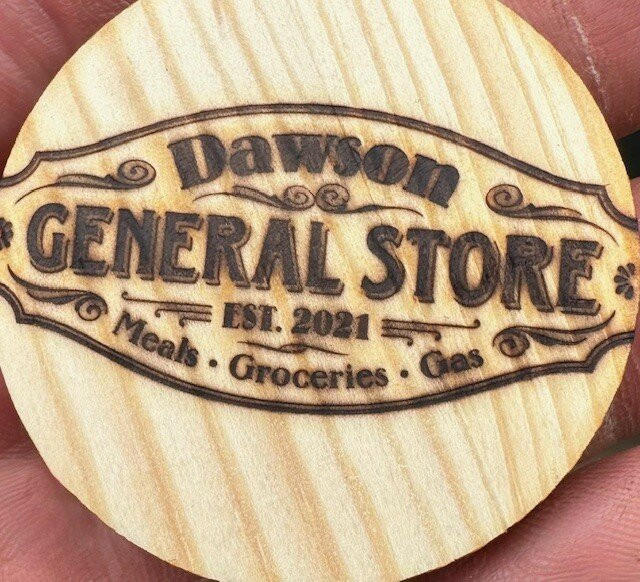 Dawson
GENERAL STORE
EST. 2021
Meals · Groceries · Gas